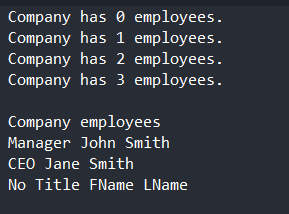 Company has 0 employees.
Company has 1 employees.
Company has 2 employees.
Company has 3 employees.

Company employees
Manager John Smith
CEO Jane Smith
No Title FName LName